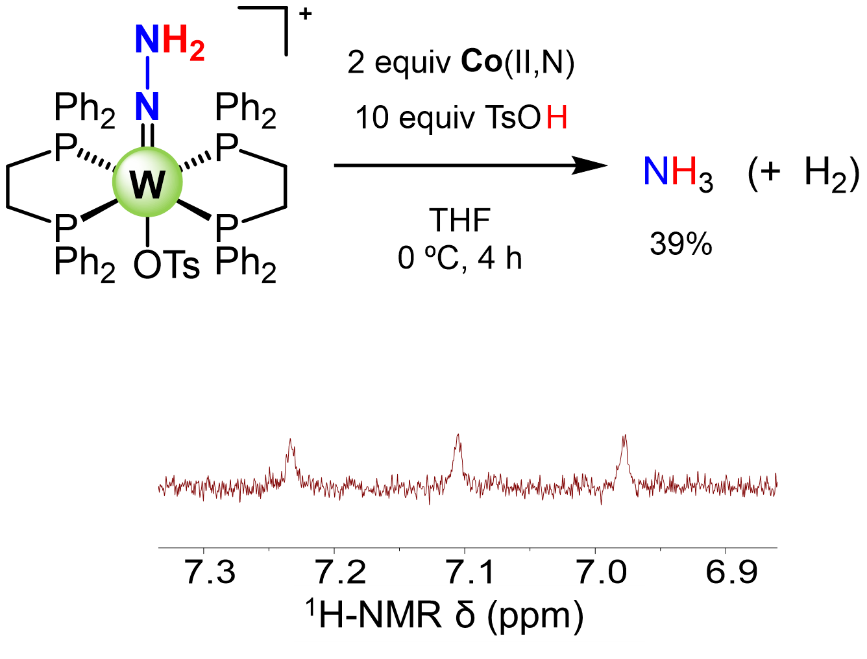 NH₂
+
N
Ph₂ Ph₂
P P
W
P P
Ph₂ OTs Ph₂
2 equiv Co(II,N)
10 equiv TsOH
THF
0 ºC, 4 h
NH₃ (+ H₂)
39%
7.3 7.2 7.1 7.0 6.9
¹H-NMR δ (ppm)